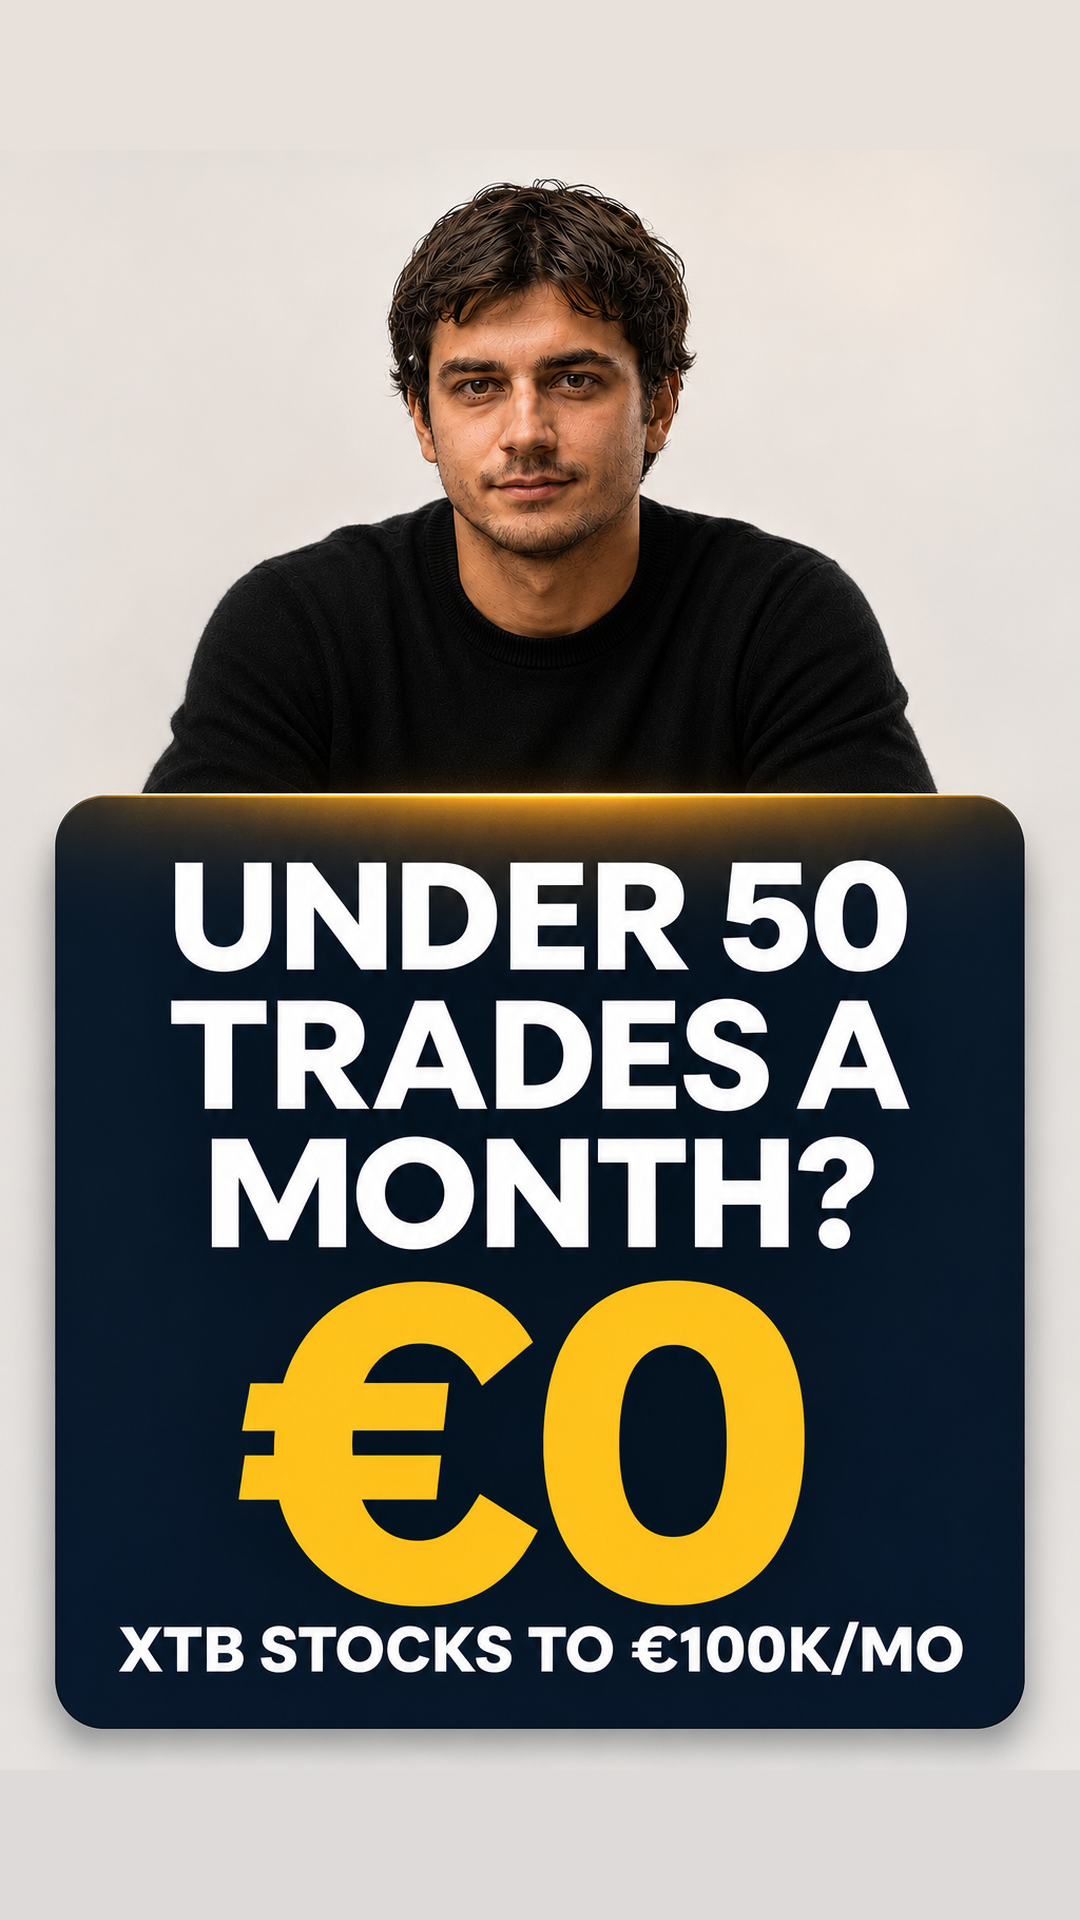 UNDER 50
TRADES A
MONTH?
€0
XTB STOCKS TO €100K/MO